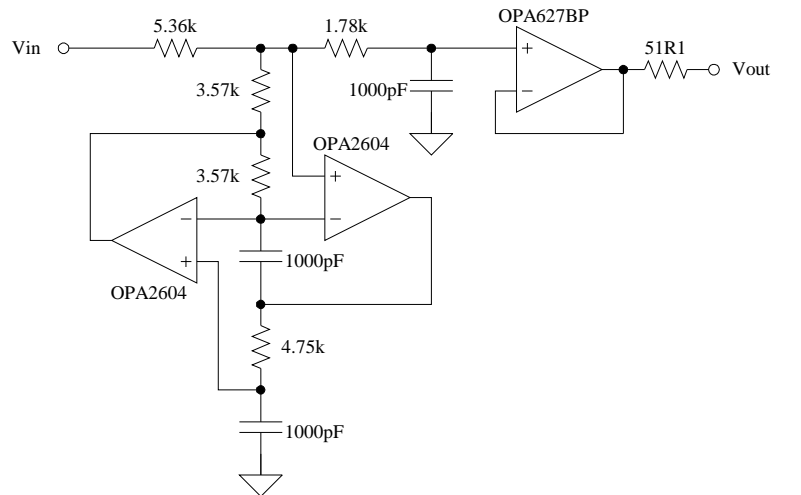 OPA627BP
5.36k
1.78k
51R1
Vin
+
−
Vout
3.57k
1000pF
OPA2604
3.57k
+
−
−
+
1000pF
OPA2604
4.75k
1000pF